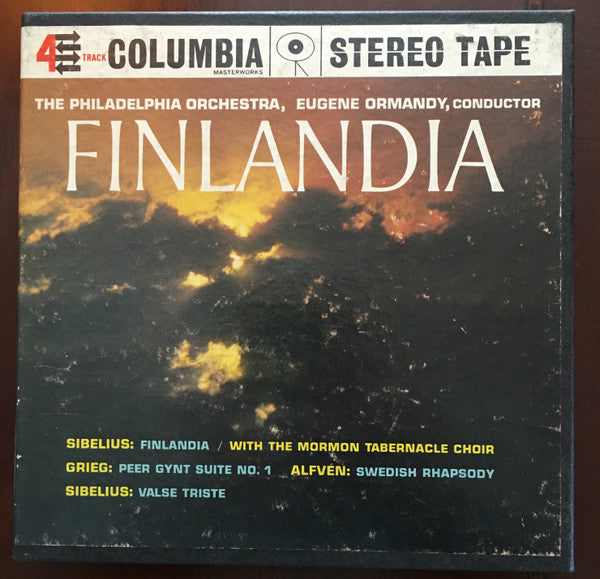 4 TRACK COLUMBIA MASTERWORKS STEREO TAPE
THE PHILADELPHIA ORCHESTRA, EUGENE ORMANDY, CONDUCTOR
FINLANDIA
SIBELIUS: FINLANDIA / WITH THE MORMON TABERNACLE CHOIR
GRIEG: PEER GYNT SUITE NO. 1 ALFVÉN: SWEDISH RHAPSODY
SIBELIUS: VALSE TRISTE